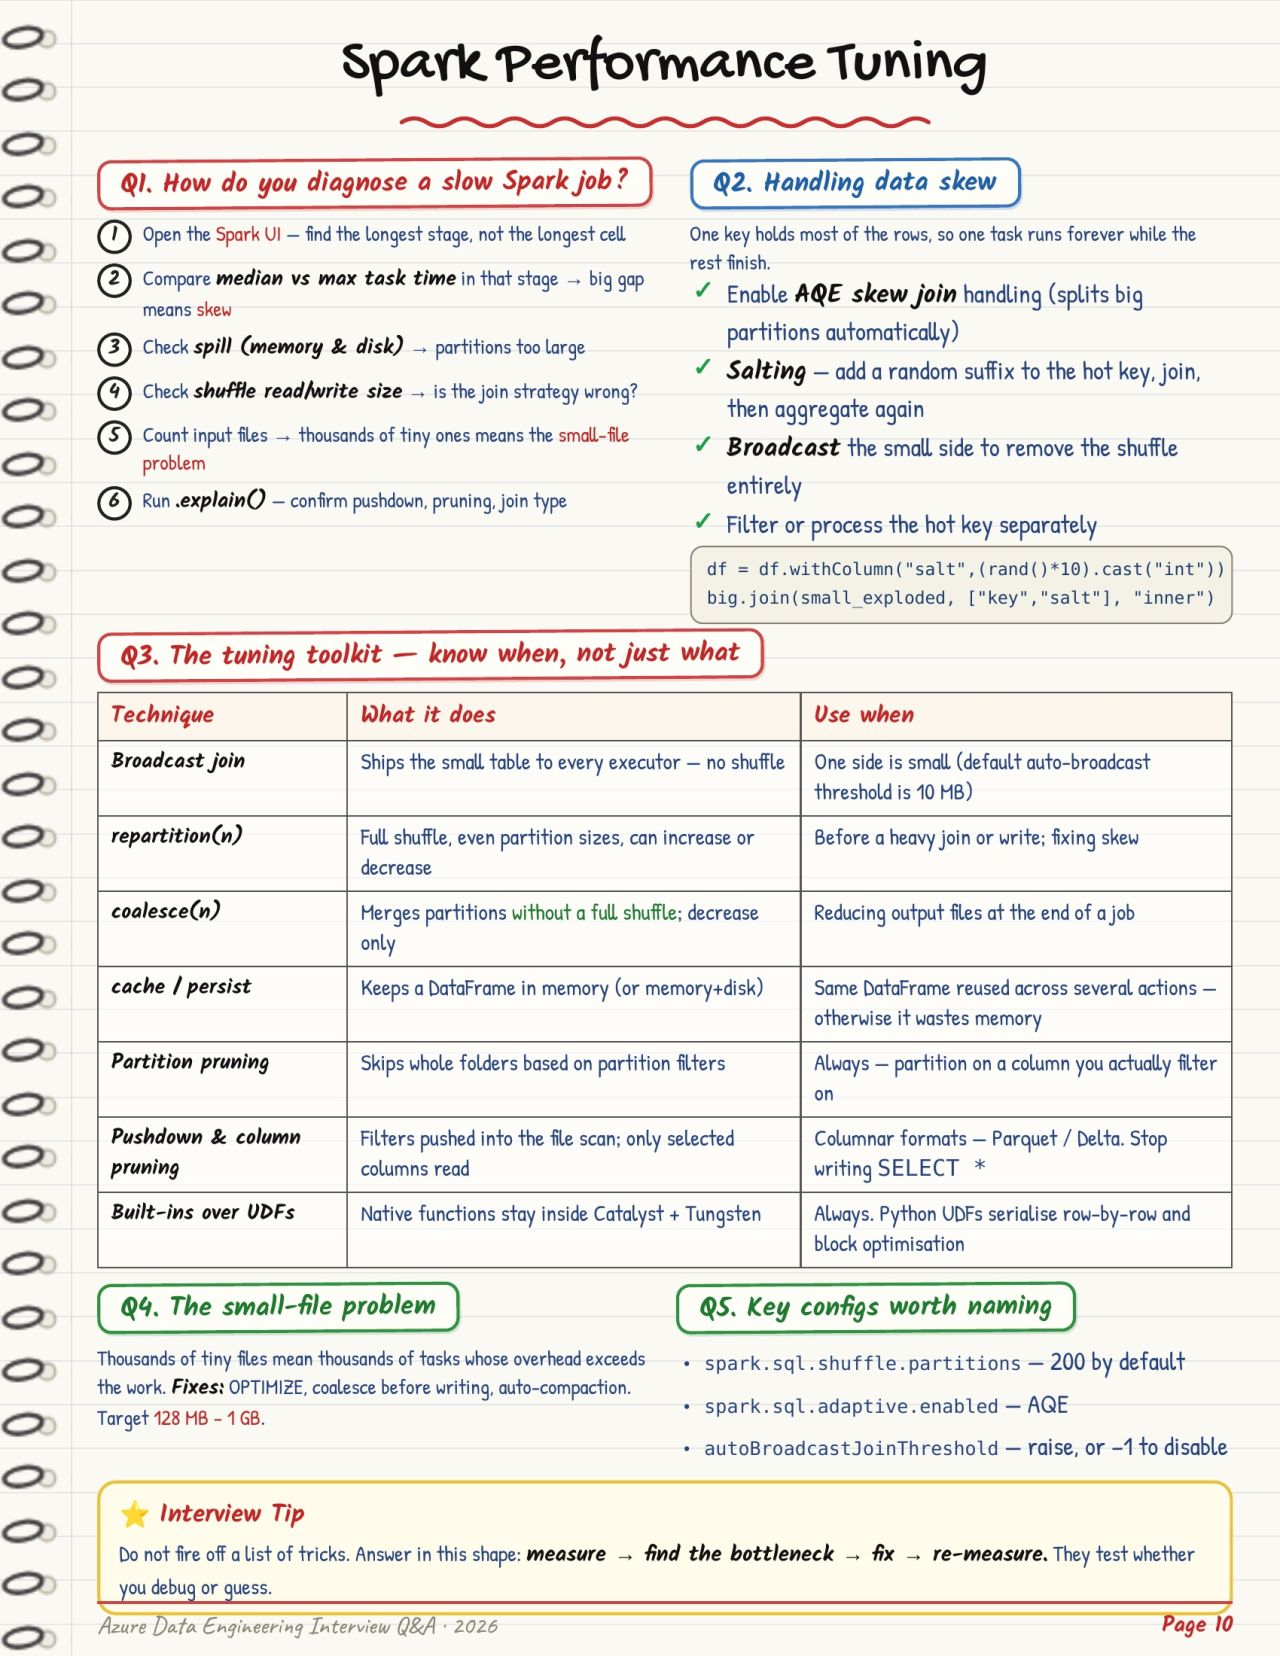 Spark Performance Tuning
Q1. How do you diagnose a slow Spark job?
1 Open the Spark UI — find the longest stage, not the longest cell
2 Compare median vs max task time in that stage → big gap
means skew
3 Check spill (memory & disk) → partitions too large
4 Check shuffle read/write size → is the join strategy wrong?
5 Count input files → thousands of tiny ones means the small-file
problem
6 Run .explain() — confirm pushdown, pruning, join type
Q2. Handling data skew
One key holds most of the rows, so one task runs forever while the
rest finish.
✓ Enable AQE skew join handling (splits big
partitions automatically)
✓ Salting — add a random suffix to the hot key, join,
then aggregate again
✓ Broadcast the small side to remove the shuffle
entirely
✓ Filter or process the hot key separately
df = df.withColumn("salt",(rand()*10).cast("int"))
big.join(small_exploded, ["key","salt"], "inner")
Q3. The tuning toolkit — know when, not just what
Technique What it does Use when
Broadcast join Ships the small table to every executor — no shuffle One side is small (default auto-broadcast
threshold is 10 MB)
repartition(n) Full shuffle, even partition sizes, can increase or Before a heavy join or write; fixing skew
decrease
coalesce(n) Merges partitions without a full shuffle; decrease Reducing output files at the end of a job
only
cache / persist Keeps a DataFrame in memory (or memory+disk) Same DataFrame reused across several actions —
otherwise it wastes memory
Partition pruning Skips whole folders based on partition filters Always — partition on a column you actually filter
on
Pushdown & column Filters pushed into the file scan; only selected Columnar formats — Parquet / Delta. Stop
pruning columns read writing SELECT *
Built-ins over UDFs Native functions stay inside Catalyst + Tungsten Always. Python UDFs serialise row-by-row and
block optimisation
Q4. The small-file problem
Thousands of tiny files mean thousands of tasks whose overhead exceeds
the work. Fixes: OPTIMIZE, coalesce before writing, auto-compaction.
Target 128 MB – 1 GB.
Q5. Key configs worth naming
• spark.sql.shuffle.partitions — 200 by default
• spark.sql.adaptive.enabled — AQE
• autoBroadcastJoinThreshold — raise, or -1 to disable
⭐ Interview Tip
Do not fire off a list of tricks. Answer in this shape: measure → find the bottleneck → fix → re-measure. They test whether
you debug or guess.
Azure Data Engineering Interview Q&A · 2026
Page 10